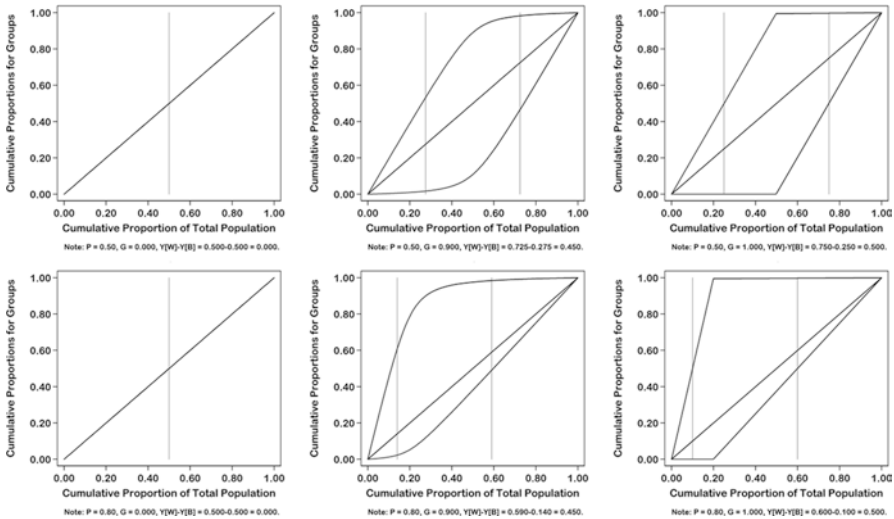 Cumulative Proportions for Groups
1.00
0.80
0.60
0.40
0.20
0.00
0.00 0.20 0.40 0.60 0.80 1.00
Cumulative Proportion of Total Population
Note: P = 0.50, G = 0.000, Y[W]-Y[B] = 0.500-0.500 = 0.000.
Cumulative Proportions for Groups
1.00
0.80
0.60
0.40
0.20
0.00
0.00 0.20 0.40 0.60 0.80 1.00
Cumulative Proportion of Total Population
Note: P = 0.50, G = 0.900, Y[W]-Y[B] = 0.725-0.275 = 0.450.
Cumulative Proportions for Groups
1.00
0.80
0.60
0.40
0.20
0.00
0.00 0.20 0.40 0.60 0.80 1.00
Cumulative Proportion of Total Population
Note: P = 0.50, G = 1.000, Y[W]-Y[B] = 0.750-0.250 = 0.500.
Cumulative Proportions for Groups
1.00
0.80
0.60
0.40
0.20
0.00
0.00 0.20 0.40 0.60 0.80 1.00
Cumulative Proportion of Total Population
Note: P = 0.80, G = 0.000, Y[W]-Y[B] = 0.500-0.500 = 0.000.
Cumulative Proportions for Groups
1.00
0.80
0.60
0.40
0.20
0.00
0.00 0.20 0.40 0.60 0.80 1.00
Cumulative Proportion of Total Population
Note: P = 0.80, G = 0.900, Y[W]-Y[B] = 0.590-0.140 = 0.450.
Cumulative Proportions for Groups
1.00
0.80
0.60
0.40
0.20
0.00
0.00 0.20 0.40 0.60 0.80 1.00
Cumulative Proportion of Total Population
Note: P = 0.80, G = 1.000, Y[W]-Y[B] = 0.600-0.100 = 0.500.